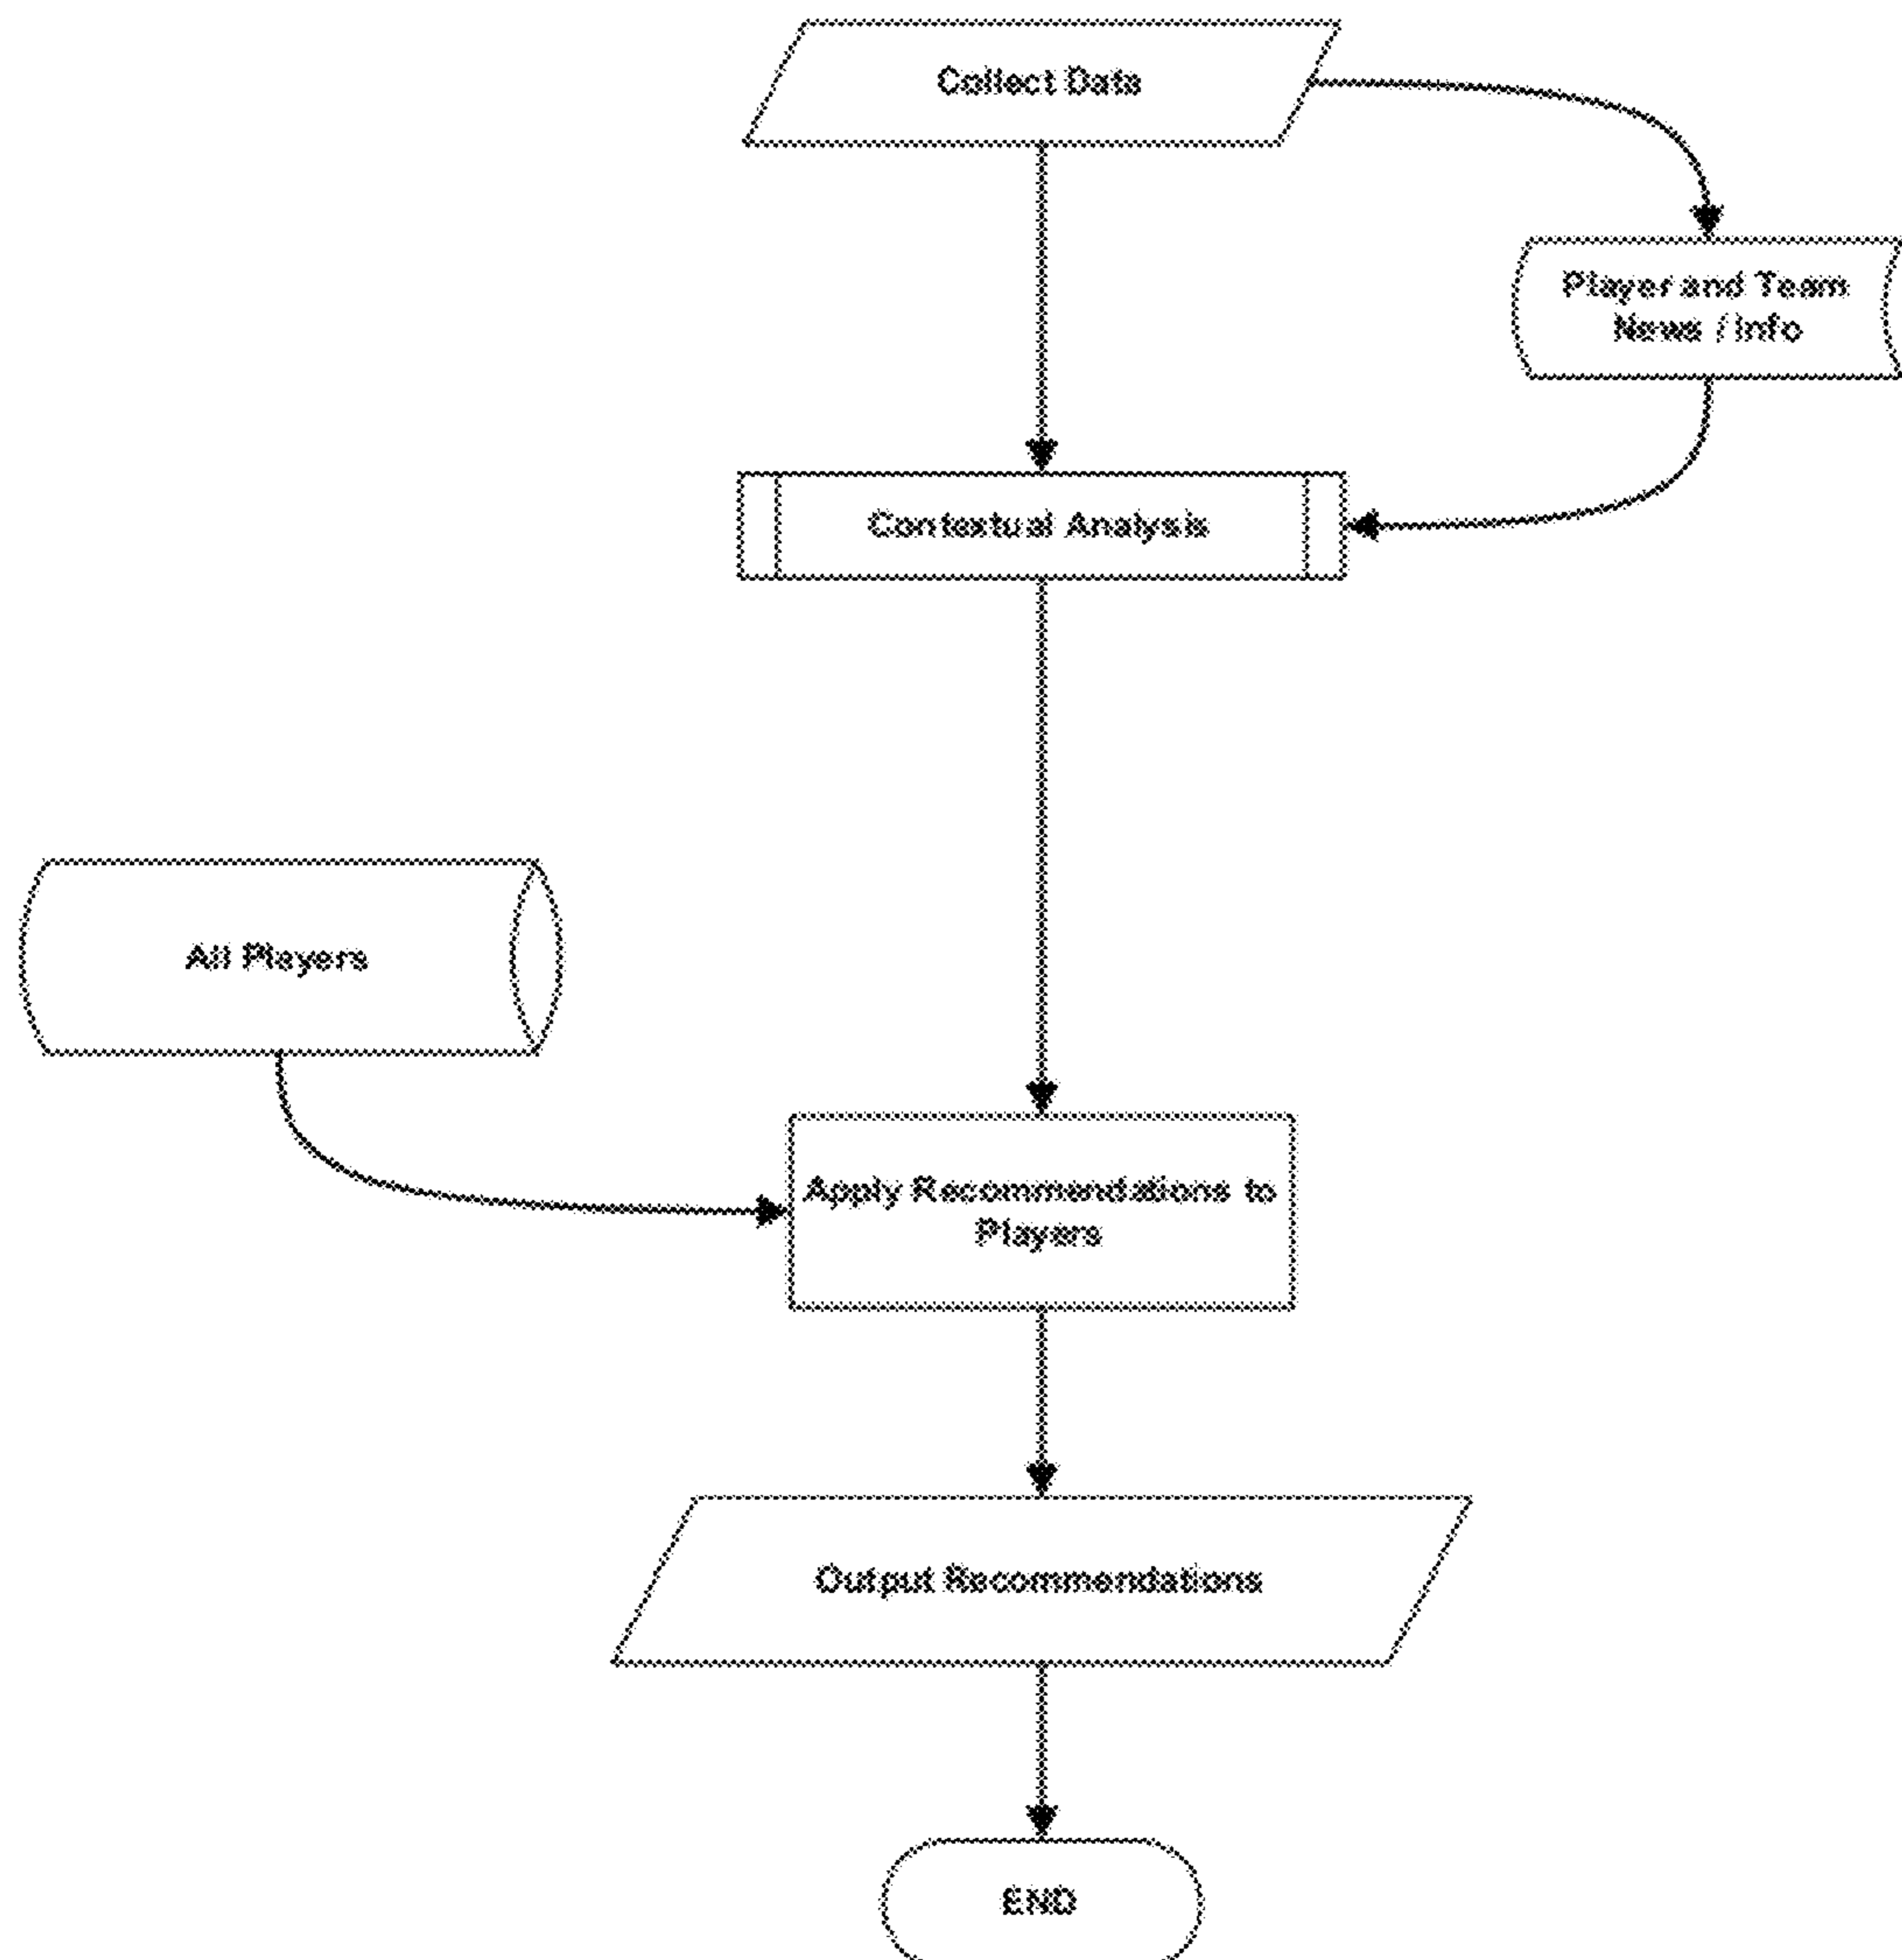 Collect Data
Player and Team
News / Info
Contextual Analysis
All Players
Apply Recommendations to
Players
Output Recommendations
END